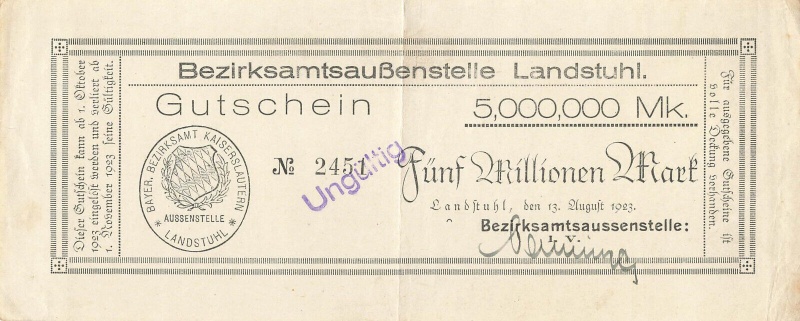 Bezirksamtsaußenstelle Landstuhl.
Gutschein 5,000,000 Mk.
№ 2451
Ungültig
Fünf Millionen Mark
Landstuhl, den 13. August 1923.
Bezirksamtsaussenstelle:
I. V.
BAYER. BEZIRKSAMT KAISERSLAUTERN
AUSSENSTELLE
* LANDSTUHL *
Dieser Gutschein kann ab 1. Oktober
1923 eingelöst werden und verliert ab
1. November 1923 seine Gültigkeit.
Für ausgegebene Gutscheine ist
volle Deckung vorhanden.